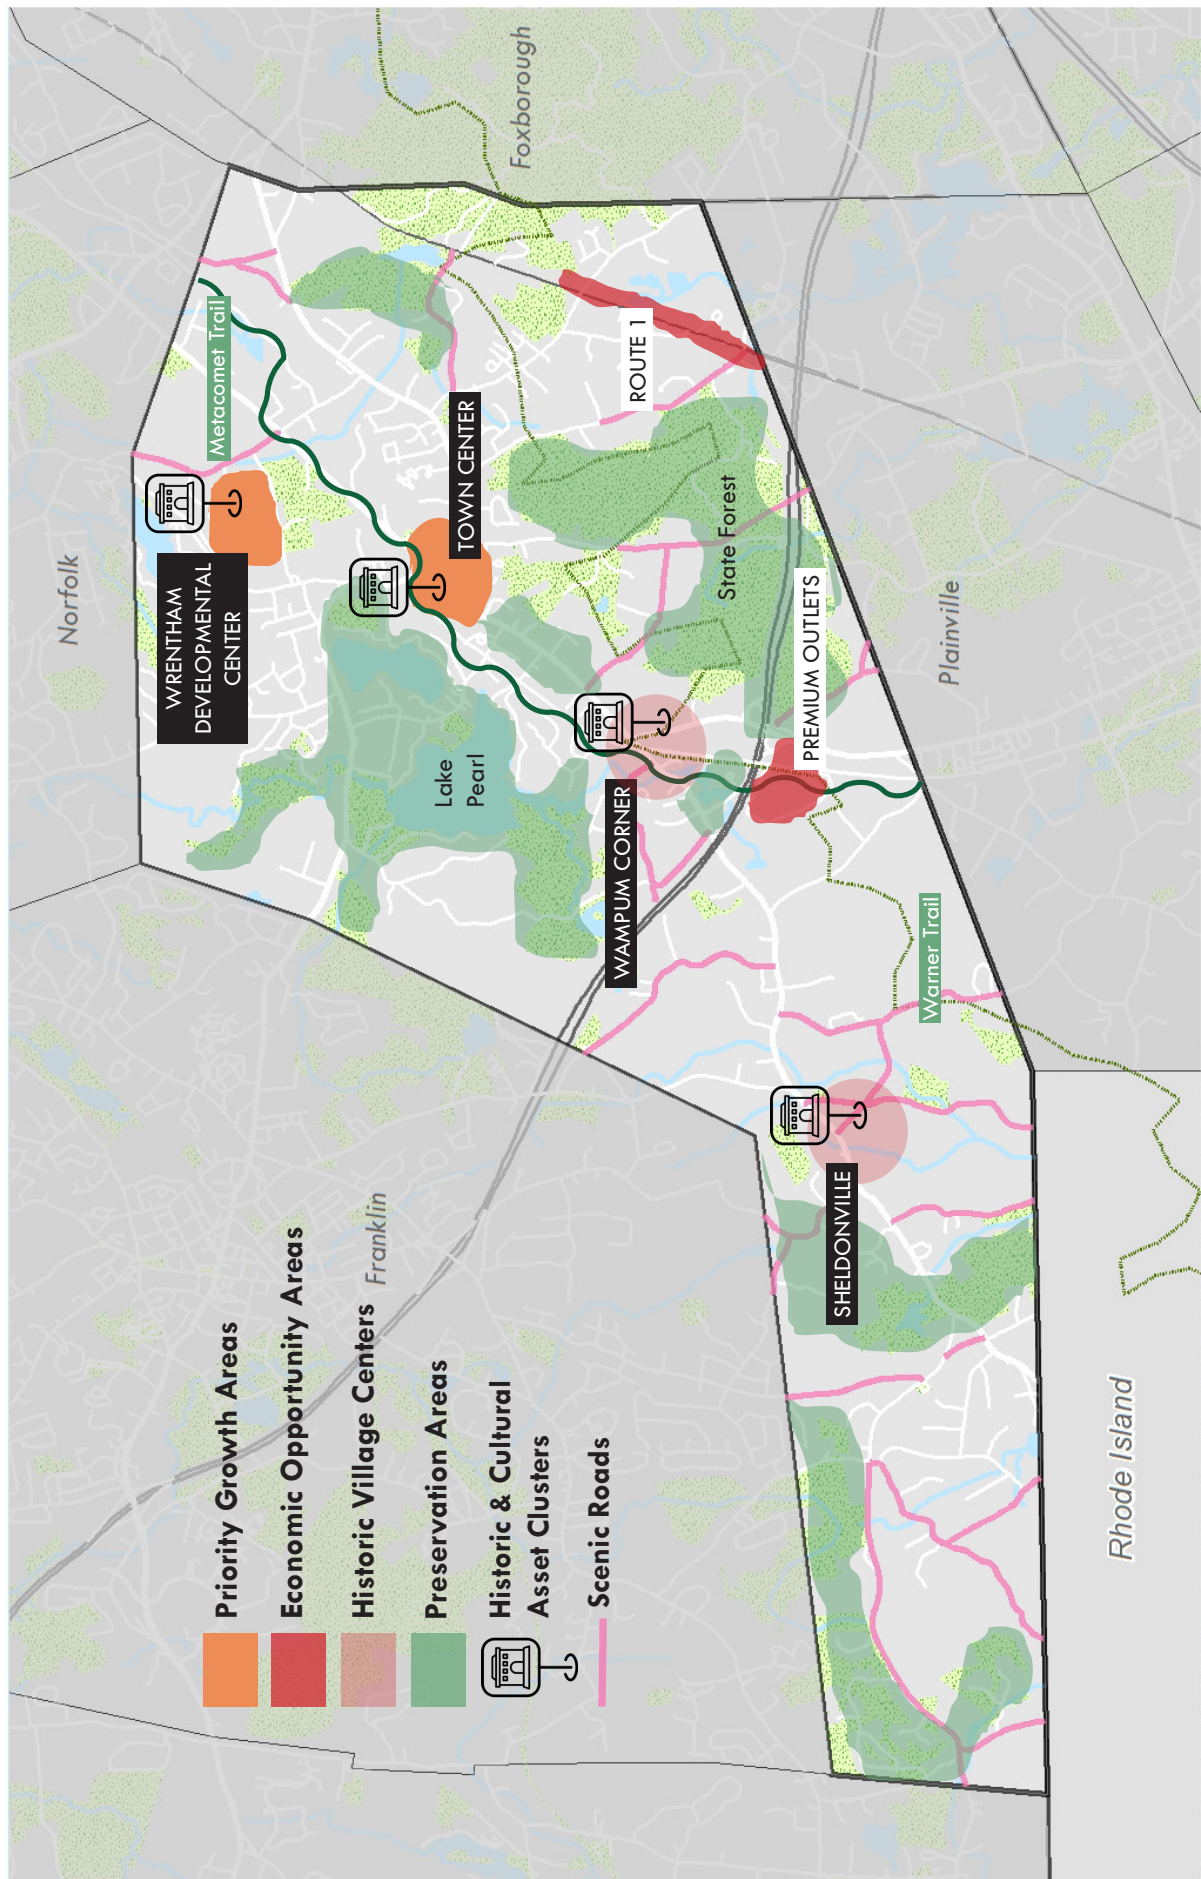 Priority Growth Areas
Economic Opportunity Areas
Historic Village Centers
Preservation Areas
Historic & Cultural
Asset Clusters
Scenic Roads
Norfolk
WRENTHAM
DEVELOPMENTAL
CENTER
Metacomet Trail
Franklin
Lake
Pearl
TOWN CENTER
Foxborough
WAMPUM CORNER
ROUTE 1
State Forest
PREMIUM OUTLETS
SHELDONVILLE
Warner Trail
Plainville
Rhode Island